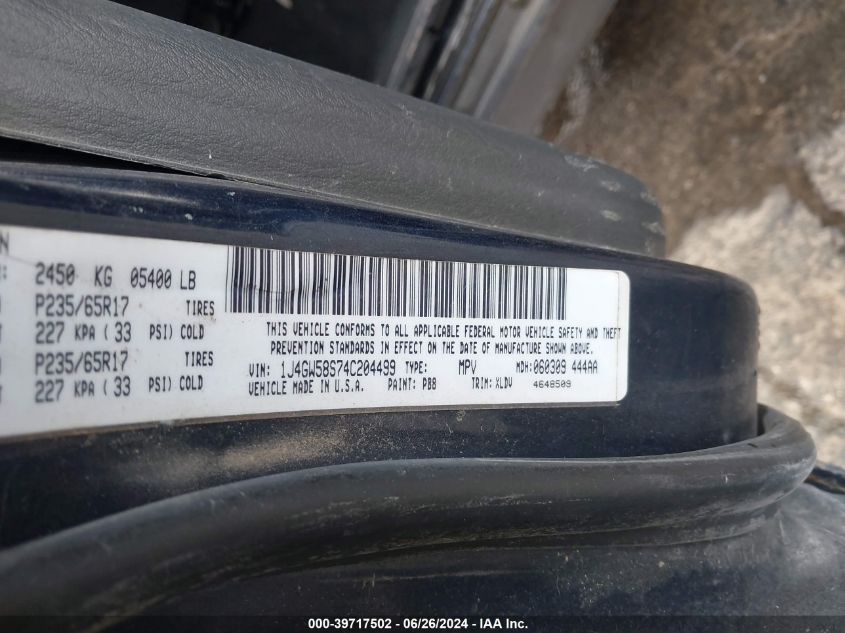 N
2450 KG 05400 LB
P235/65R17 TIRES
227 KPA ( 33 PSI) COLD
P235/65R17 TIRES
227 KPA ( 33 PSI) COLD
THIS VEHICLE CONFORMS TO ALL APPLICABLE FEDERAL MOTOR VEHICLE SAFETY AND THEFT
PREVENTION STANDARDS IN EFFECT ON THE DATE OF MANUFACTURE SHOWN ABOVE.
VIN: 1J4GW58S74C204499 TYPE: MPV MDH: 060309 444AA
VEHICLE MADE IN U.S.A. PAINT: PB8 TRIM: XLDV 4648509
000-39717502 - 06/26/2024 - IAA Inc.